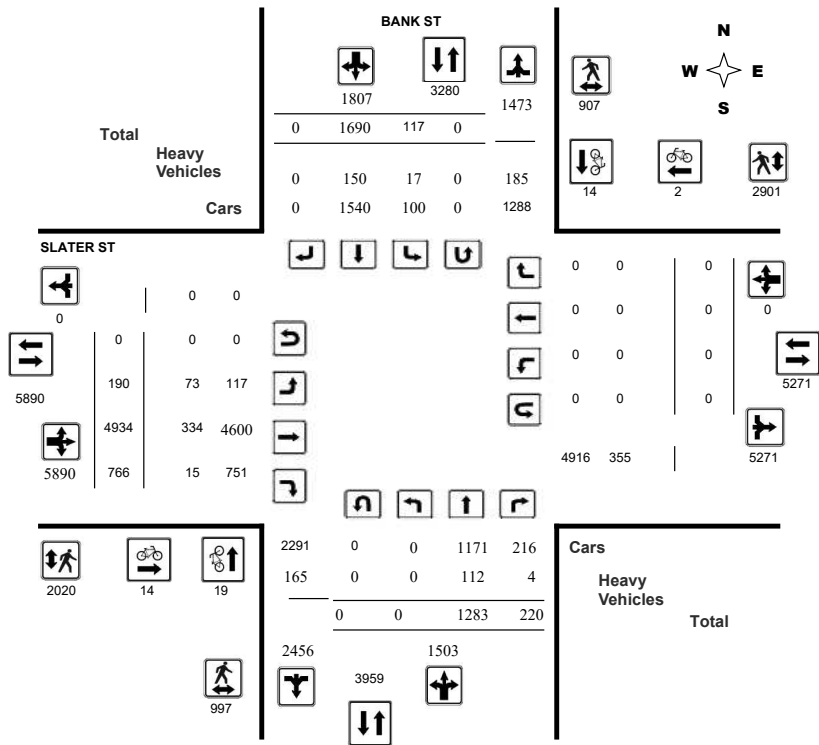 BANK ST
N
W E
S
1807 3280 1473 907
Total 0 1690 117 0
Heavy
Vehicles
0 150 17 0 185
14 2 2901
Cars 0 1540 100 0 1288
SLATER ST
0 0 0
0 0
0
0 0 0
0 0 0
0
0 0 0
5890
190 73 117
0 0 0
5271
0 0 0
4934 334 4600
5890
766 15 751
4916 355 5271
2291 0 0 1171 216 Cars
165 0 0 112 4 Heavy
Vehicles
2020 14 19
0 0 1283 220 Total
2456 3959 1503
997